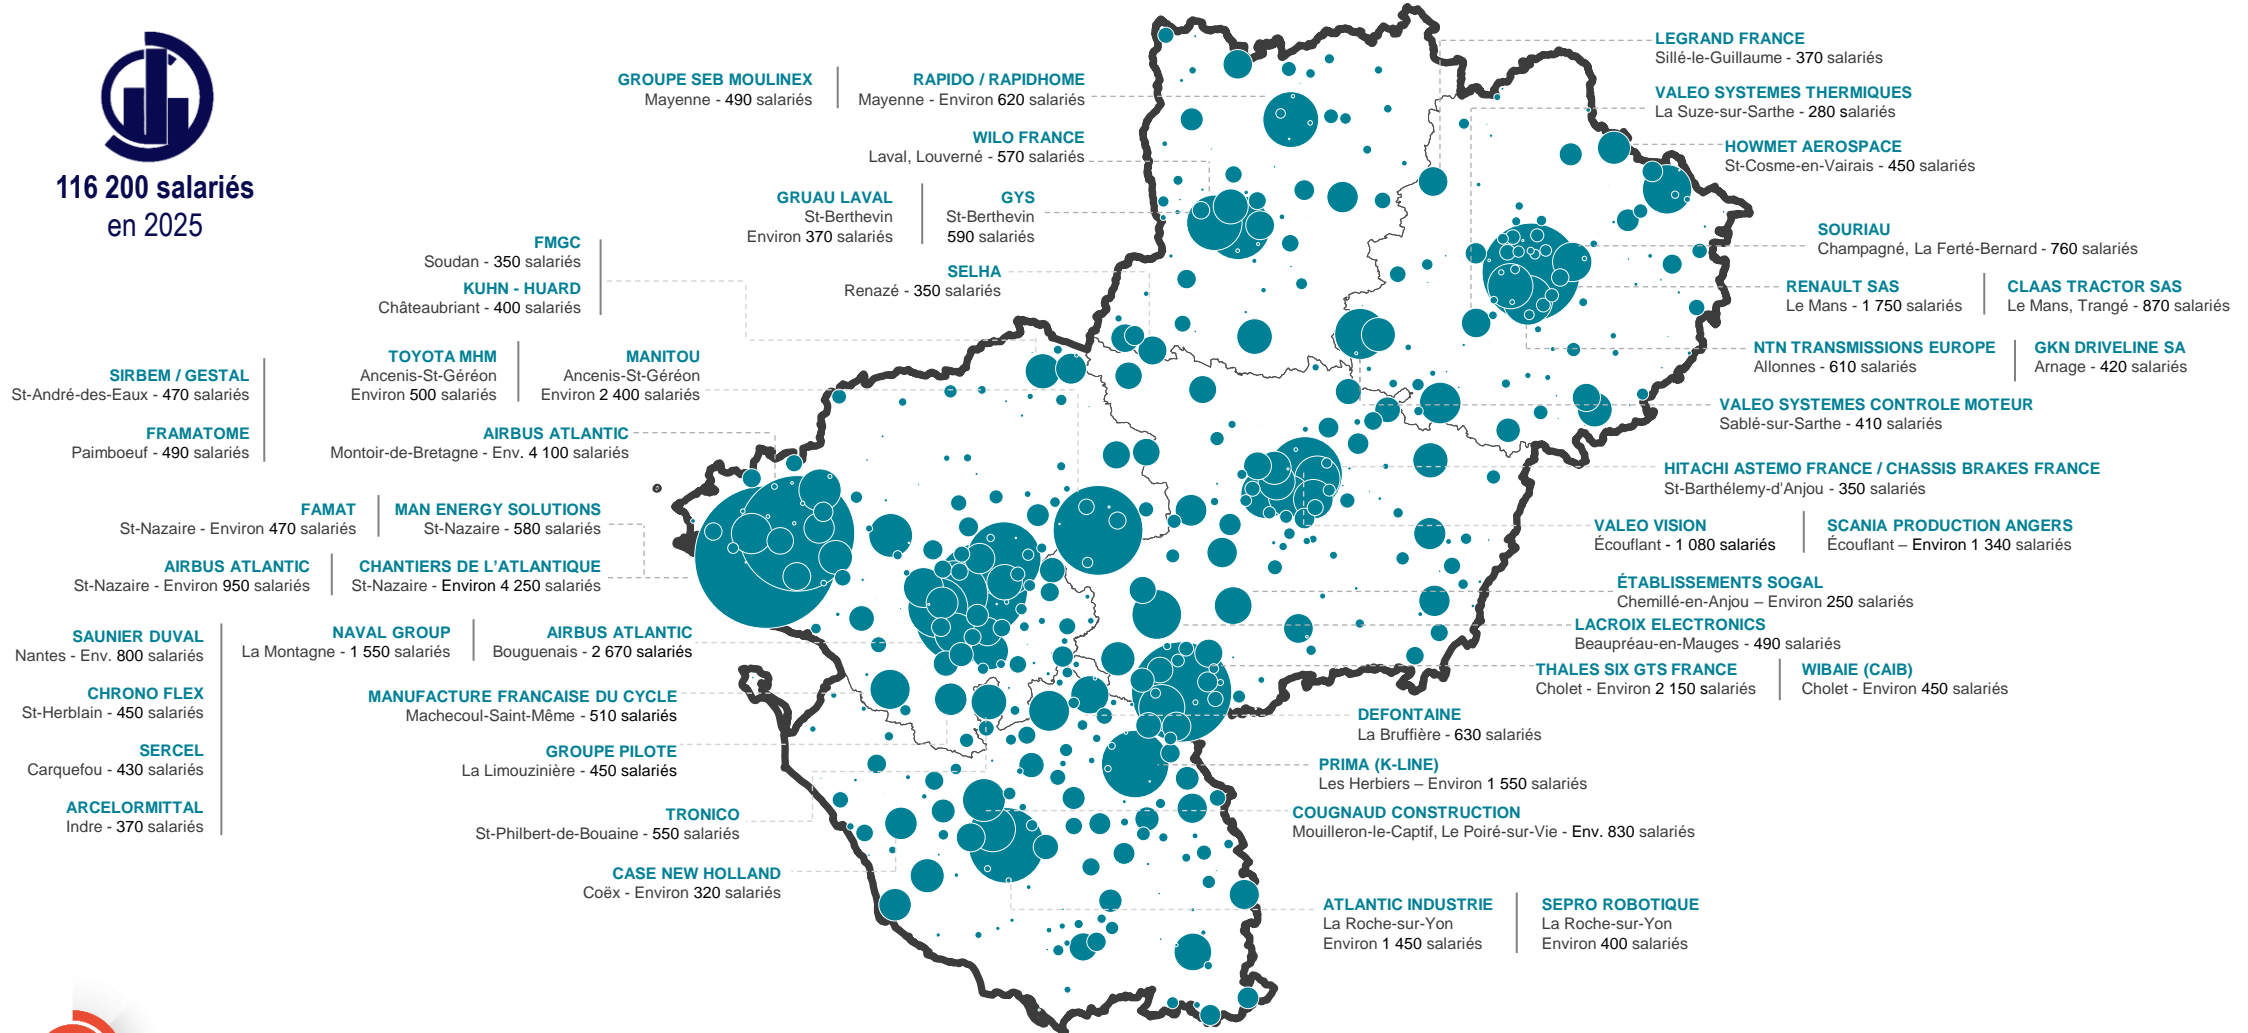 116 200 salariés
en 2025
GROUPE SEB MOULINEX
Mayenne - 490 salariés
RAPIDO / RAPIDHOME
Mayenne - Environ 620 salariés
WILO FRANCE
Laval, Louverné - 570 salariés
GRUAU LAVAL
St-Berthevin
Environ 370 salariés
GYS
St-Berthevin
590 salariés
FMGC
Soudan - 350 salariés
KUHN - HUARD
Châteaubriant - 400 salariés
SELHA
Renazé - 350 salariés
SIRBEM / GESTAL
St-André-des-Eaux - 470 salariés
FRAMATOME
Paimboeuf - 490 salariés
TOYOTA MHM
Ancenis-St-Géréon
Environ 500 salariés
MANITOU
Ancenis-St-Géréon
Environ 2 400 salariés
AIRBUS ATLANTIC
Montoir-de-Bretagne - Env. 4 100 salariés
FAMAT
St-Nazaire - Environ 470 salariés
MAN ENERGY SOLUTIONS
St-Nazaire - 580 salariés
AIRBUS ATLANTIC
St-Nazaire - Environ 950 salariés
CHANTIERS DE L'ATLANTIQUE
St-Nazaire - Environ 4 250 salariés
SAUNIER DUVAL
Nantes - Env. 800 salariés
CHRONO FLEX
St-Herblain - 450 salariés
SERCEL
Carquefou - 430 salariés
ARCELORMITTAL
Indre - 370 salariés
NAVAL GROUP
La Montagne - 1 550 salariés
AIRBUS ATLANTIC
Bouguenais - 2 670 salariés
MANUFACTURE FRANCAISE DU CYCLE
Machecoul-Saint-Même - 510 salariés
GROUPE PILOTE
La Limouzinière - 450 salariés
TRONICO
St-Philbert-de-Bouaine - 550 salariés
CASE NEW HOLLAND
Coëx - Environ 320 salariés
LEGRAND FRANCE
Sillé-le-Guillaume - 370 salariés
VALEO SYSTEMES THERMIQUES
La Suze-sur-Sarthe - 280 salariés
HOWMET AEROSPACE
St-Cosme-en-Vairais - 450 salariés
SOURIAU
Champagné, La Ferté-Bernard - 760 salariés
RENAULT SAS
Le Mans - 1 750 salariés
CLAAS TRACTOR SAS
Le Mans, Trangé - 870 salariés
NTN TRANSMISSIONS EUROPE
Allonnes - 610 salariés
GKN DRIVELINE SA
Arnage - 420 salariés
VALEO SYSTEMES CONTROLE MOTEUR
Sablé-sur-Sarthe - 410 salariés
HITACHI ASTEMO FRANCE / CHASSIS BRAKES FRANCE
St-Barthélemy-d'Anjou - 350 salariés
VALEO VISION
Écouflant - 1 080 salariés
SCANIA PRODUCTION ANGERS
Écouflant – Environ 1 340 salariés
ÉTABLISSEMENTS SOGAL
Chemillé-en-Anjou – Environ 250 salariés
LACROIX ELECTRONICS
Beaupréau-en-Mauges - 490 salariés
THALES SIX GTS FRANCE
Cholet - Environ 2 150 salariés
WIBAIE (CAIB)
Cholet - Environ 450 salariés
DEFONTAINE
La Bruffière - 630 salariés
PRIMA (K-LINE)
Les Herbiers – Environ 1 550 salariés
COUGNAUD CONSTRUCTION
Mouilleron-le-Captif, Le Poiré-sur-Vie - Env. 830 salariés
ATLANTIC INDUSTRIE
La Roche-sur-Yon
Environ 1 450 salariés
SEPRO ROBOTIQUE
La Roche-sur-Yon
Environ 400 salariés